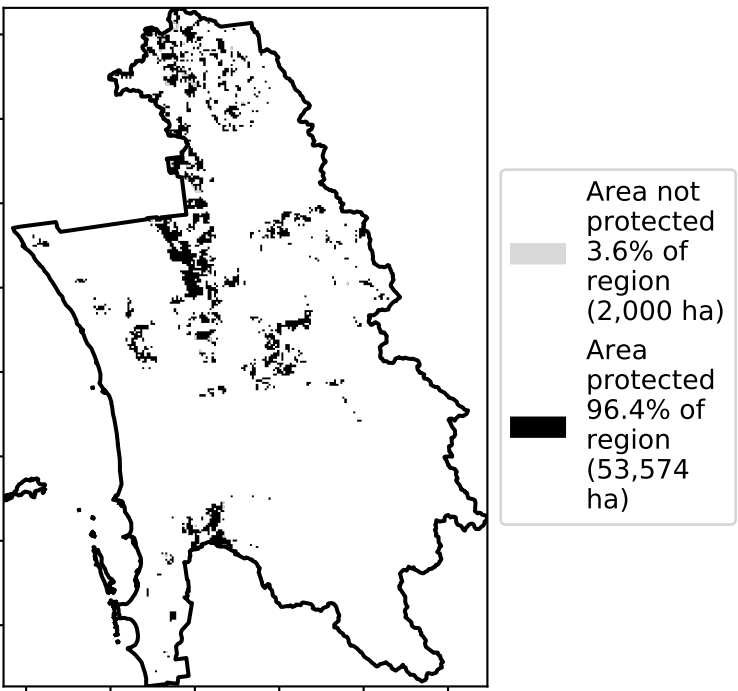 Area not
protected
3.6% of
region
(2,000 ha)
Area
protected
96.4% of
region
(53,574
ha)